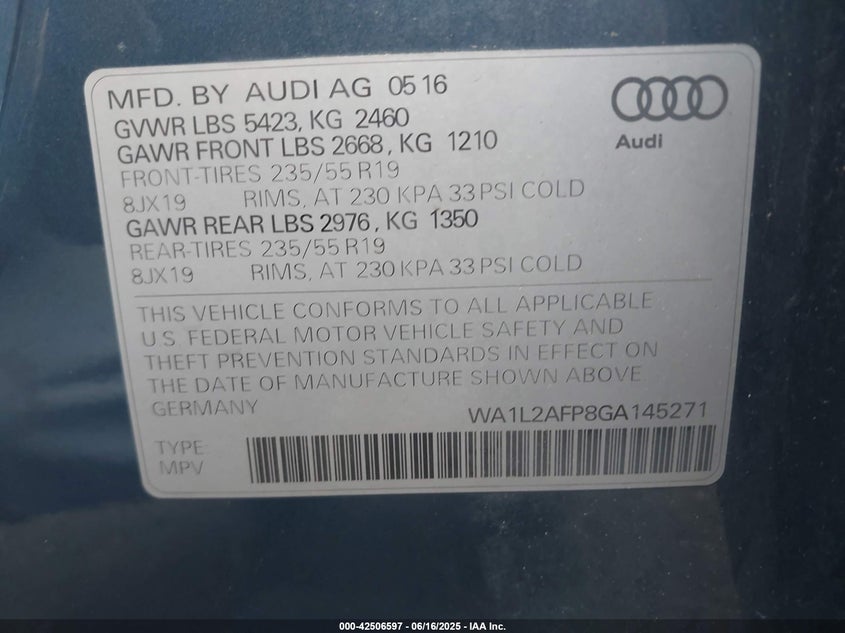 MFD. BY AUDI AG 05 16
GVWR LBS 5423, KG 2460
GAWR FRONT LBS 2668, KG 1210
FRONT-TIRES 235/55 R19
8JX19 RIMS, AT 230 KPA 33 PSI COLD
GAWR REAR LBS 2976, KG 1350
REAR-TIRES 235/55 R19
8JX19 RIMS, AT 230 KPA 33 PSI COLD
Audi
THIS VEHICLE CONFORMS TO ALL APPLICABLE
U.S. FEDERAL MOTOR VEHICLE SAFETY AND
THEFT PREVENTION STANDARDS IN EFFECT ON
THE DATE OF MANUFACTURE SHOWN ABOVE.
GERMANY WA1L2AFP8GA145271
TYPE:
MPV
000-42506597 - 06/16/2025 - IAA Inc.